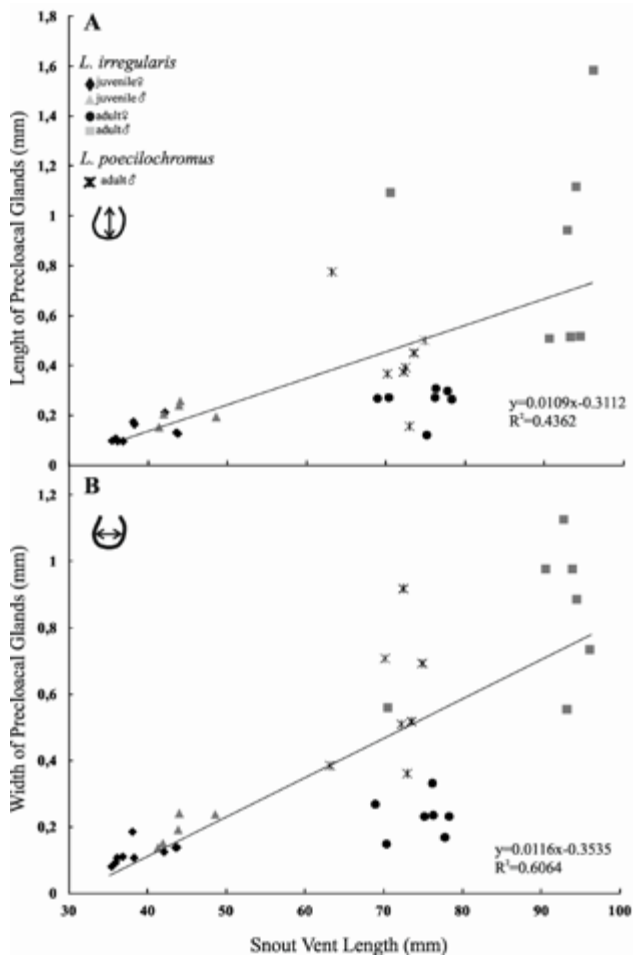 A
L. irregularis
juvenile♀
juvenile♂
adult♀
adult♂
L. poecilochromus
adult♂
Lenght of Precloacal Glands (mm)
1,8
1,6
1,4
1,2
1
0,8
0,6
0,4
0,2
0
y=0.0109x-0.3112
R²=0.4362
B
Width of Precloacal Glands (mm)
1,2
1
0,8
0,6
0,4
0,2
0
y=0.0116x-0.3535
R²=0.6064
30 40 50 60 70 80 90 100
Snout Vent Length (mm)